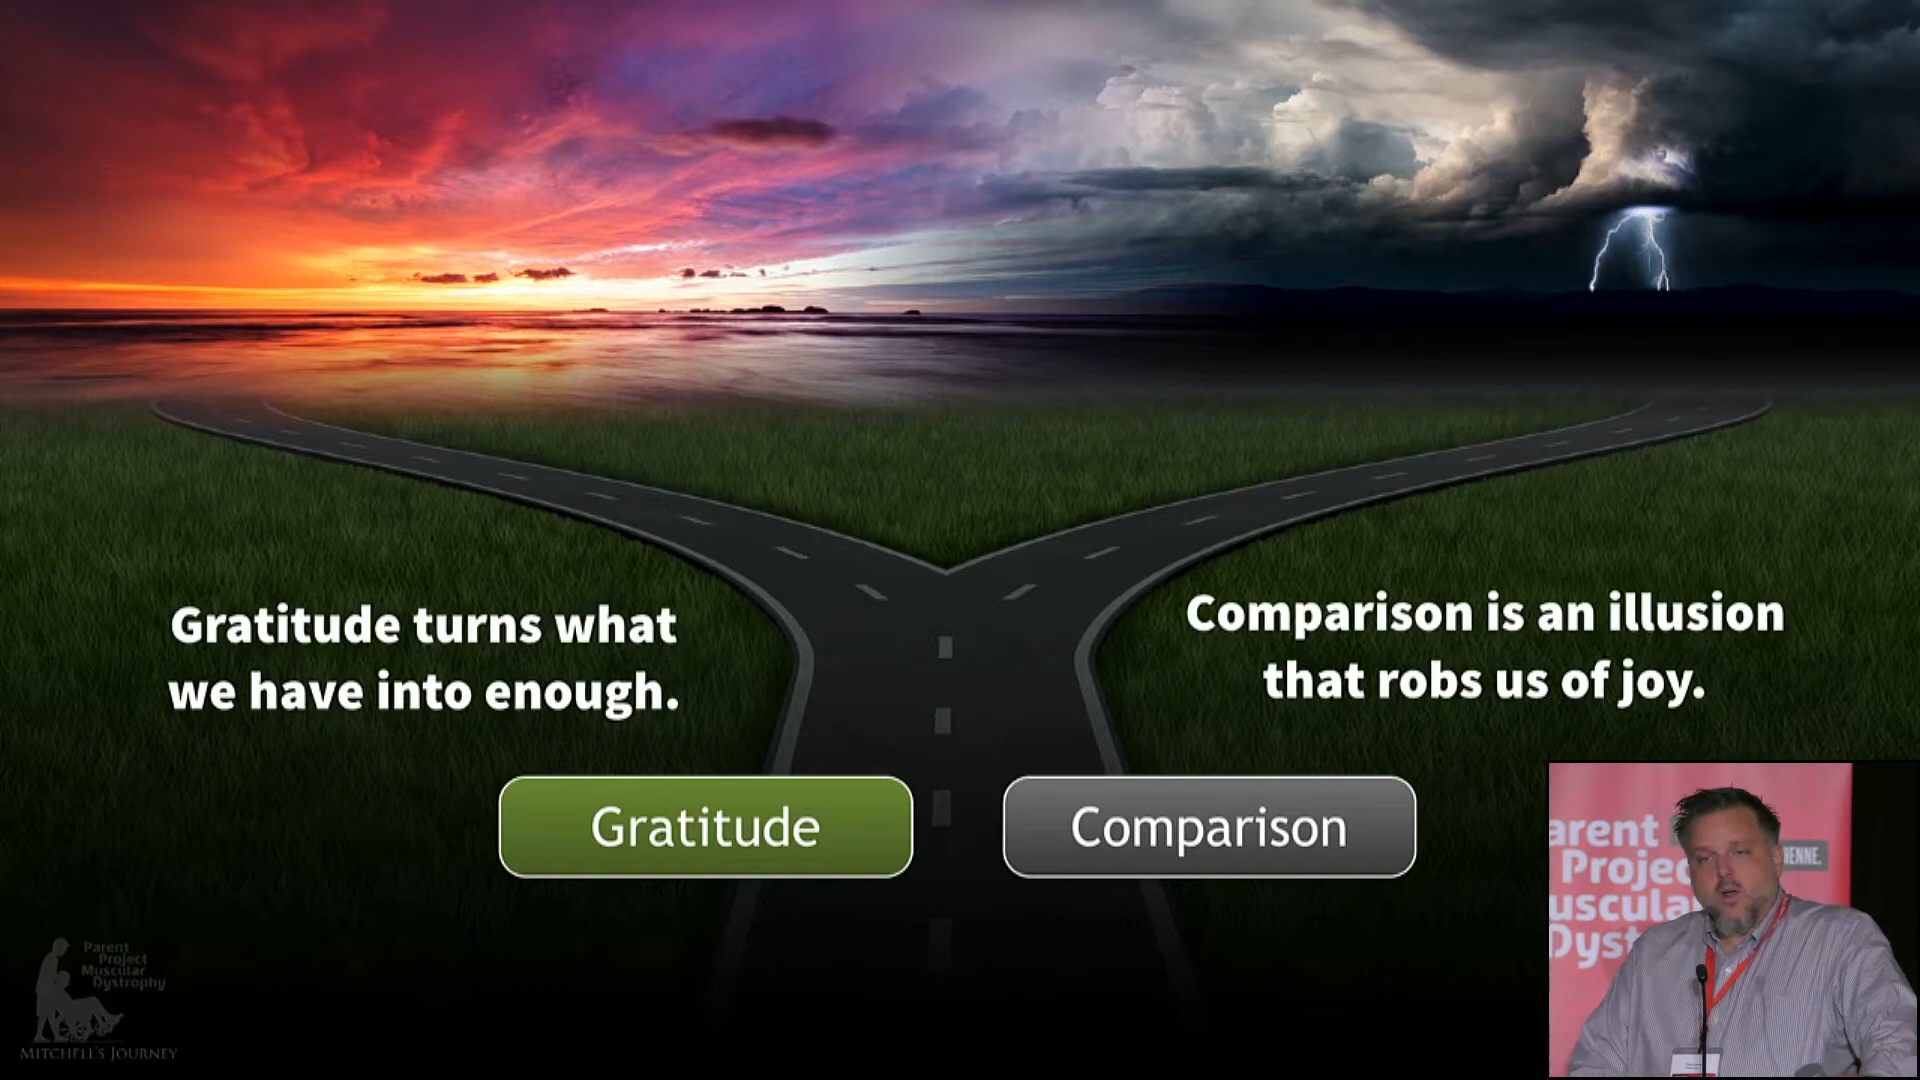 Gratitude turns what
we have into enough.
Comparison is an illusion
that robs us of joy.
Gratitude
Comparison
Parent
Project
Muscular
Dystrophy
MITCHELL'S JOURNEY
arent
Projec
uscula
Dyst
HENNE.